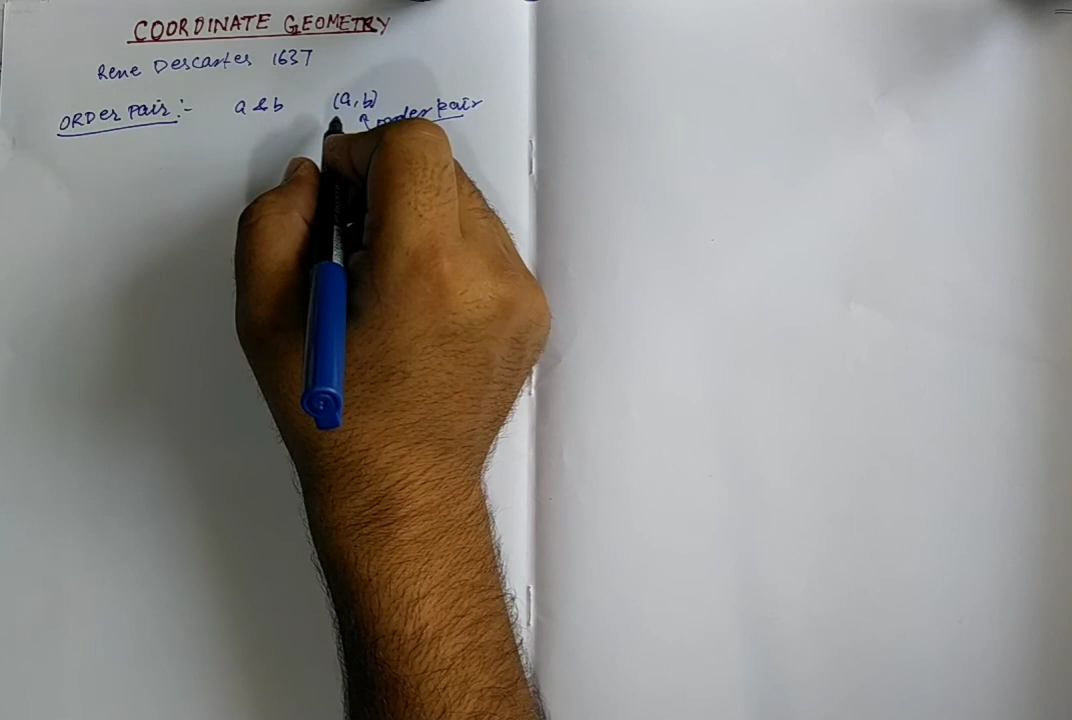 COORDINATE GEOMETRY
Rene Descartes 1637
ORDer Pair :- a & b (a, b)
order pair